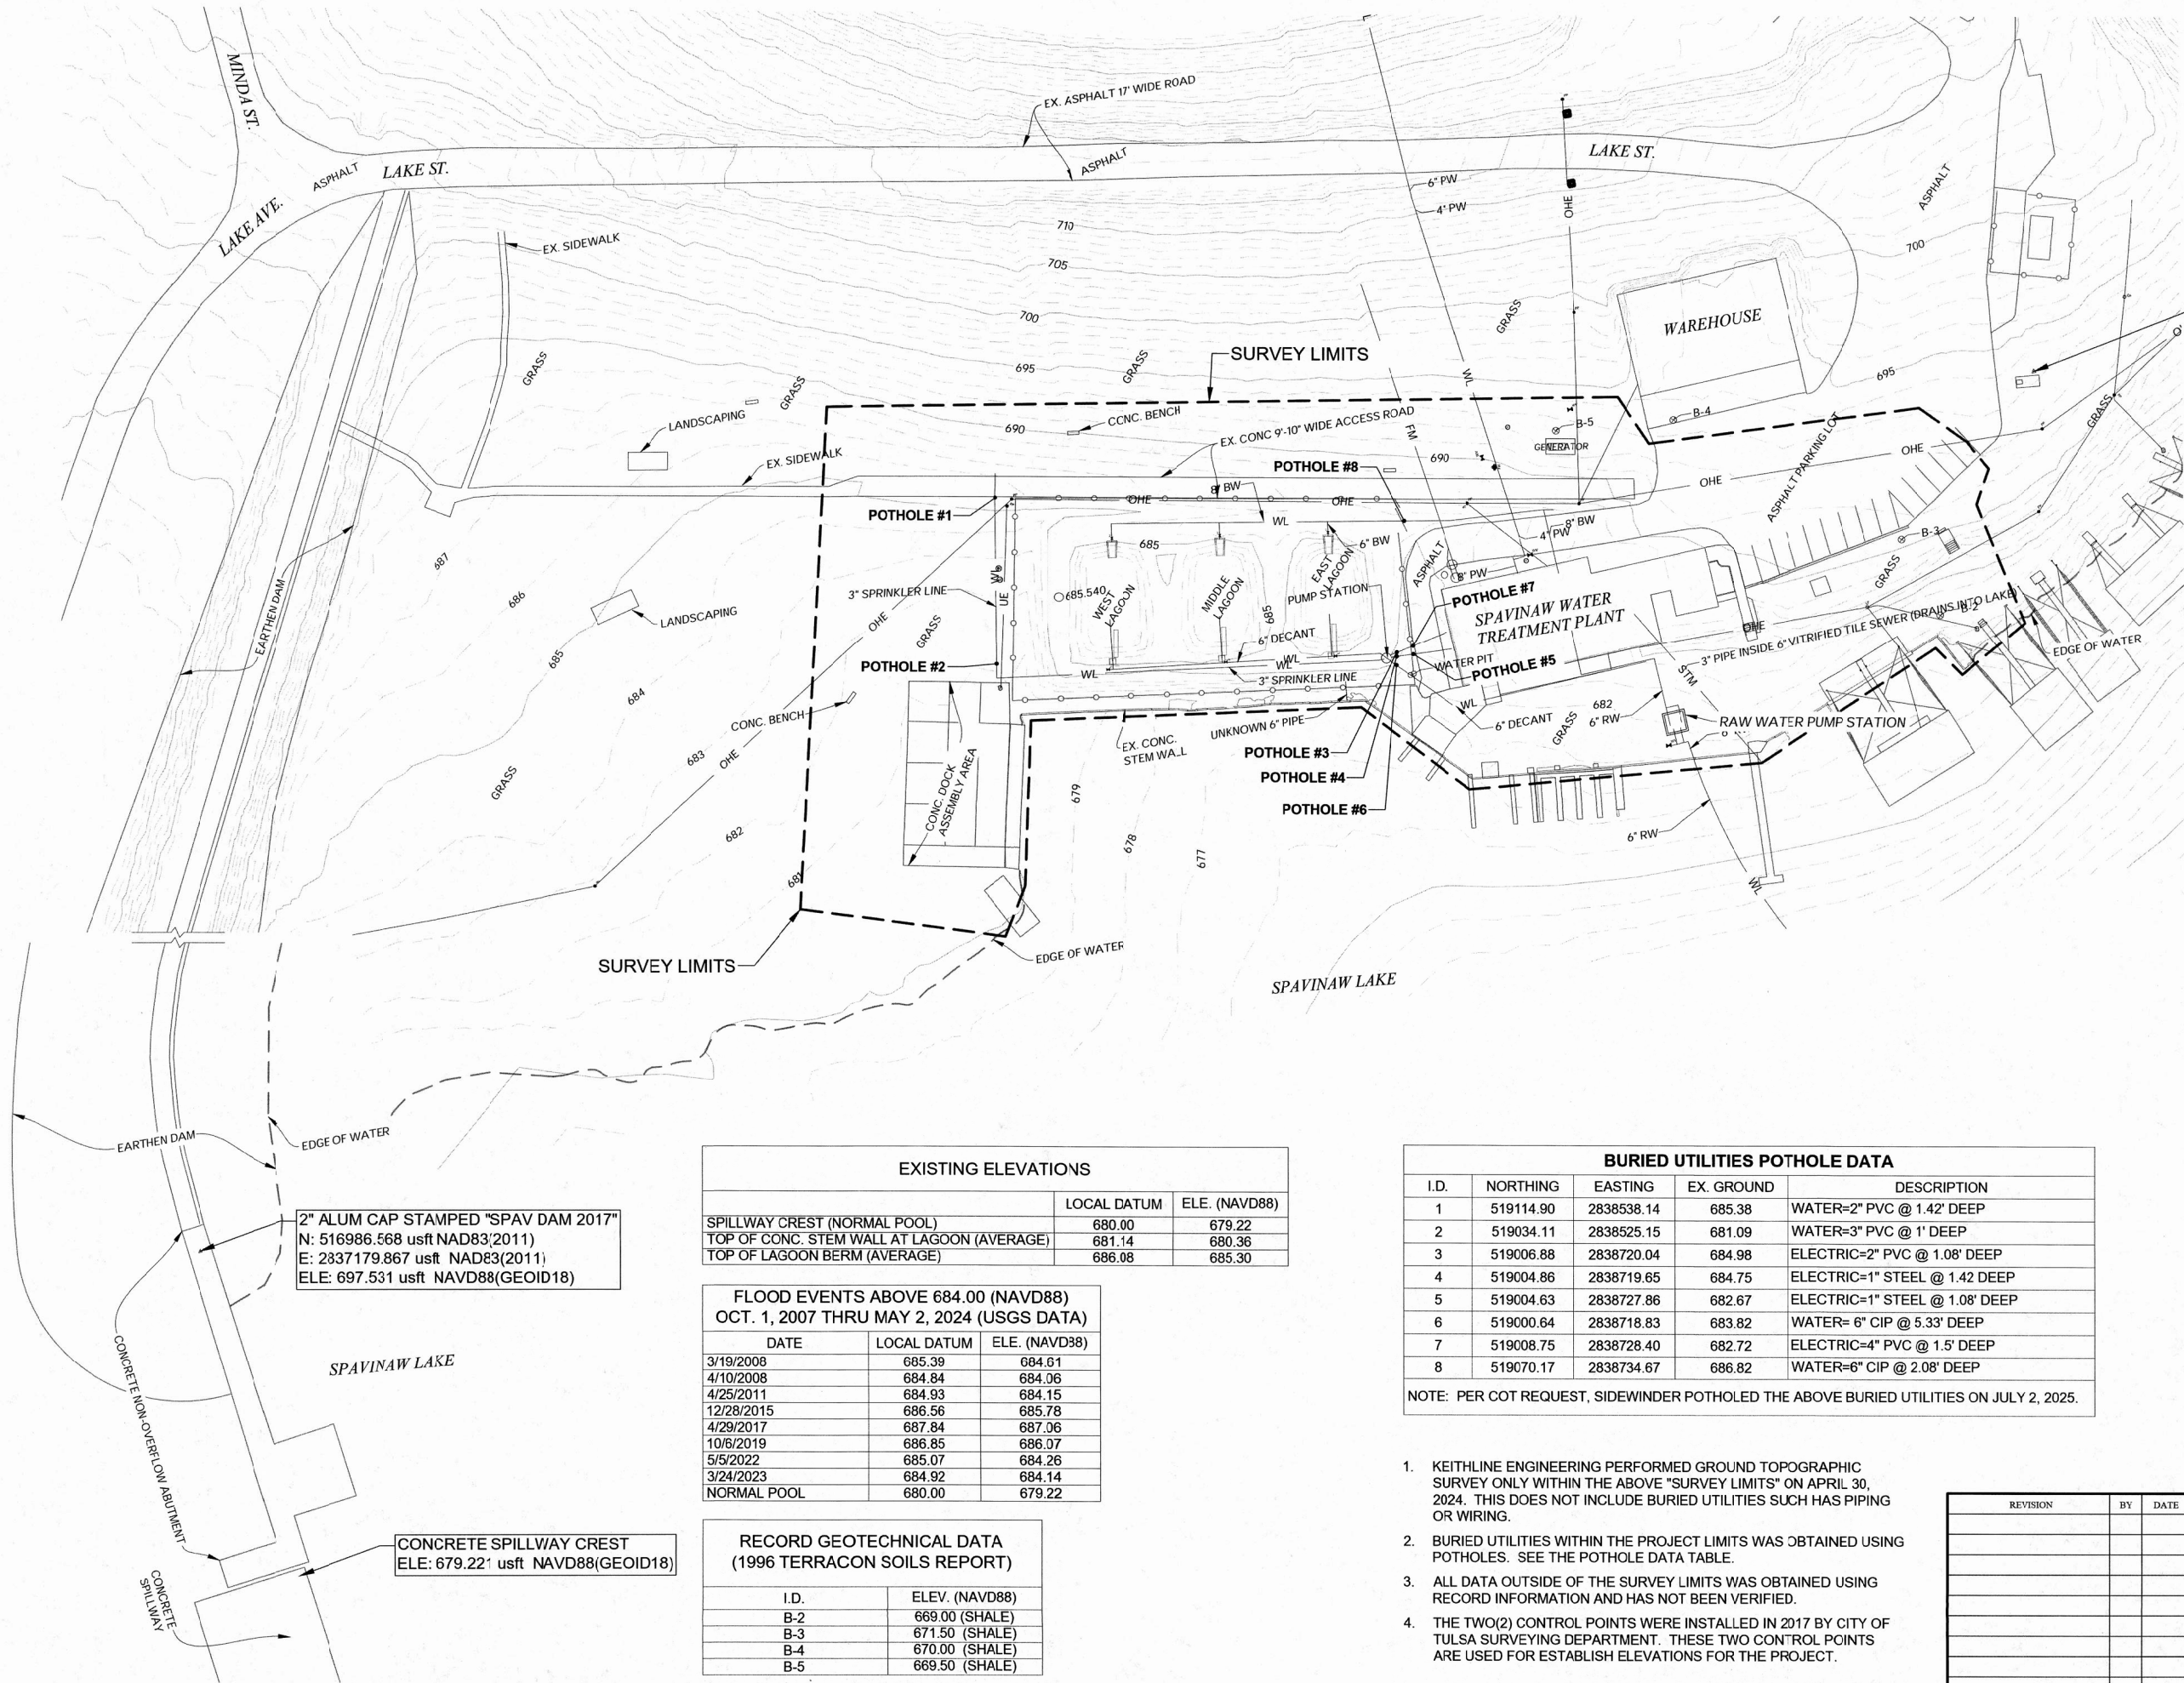 MINDA ST.
EX. ASPHALT 17' WIDE ROAD
ASPHALT
LAKE ST.
ASPHALT
LAKE ST.
LAKE AVE.
6" PW
4" PW
OHE
ASPHALT
710
EX. SIDEWALK
705
700
700
GRASS
WAREHOUSE
SURVEY LIMITS
GRASS
GRASS
GRASS
695
WL
695
LANDSCAPING
CONC. BENCH
EX. CONC 9'-10" WIDE ACCESS ROAD
B-4
GRASS
690
FM
B-5
GENERATOR
690
ASPHALT PARKING LOT
OHE
EX. SIDEWALK
POTHOLE #8
OHE
8" BW
OHE
OHE
POTHOLE #1
WL
8" BW
4" PW
687
685
6" BW
B-3
WL
WEST LAGOON
MIDDLE LAGOON
EAST LAGOON
ASPHALT
8" PW
GRASS
EARTHEN DAM
686
3" SPRINKLER LINE
UE
685.540
685
PUMP STATION
POTHOLE #7
SPAVINAW WATER
TREATMENT PLANT
LANDSCAPING
OHE
GRASS
6" DECANT
OHE
3" PIPE INSIDE 6" VITRIFIED TILE SEWER (DRAINS INTO LAKE)
B-2
EDGE OF WATER
685
POTHOLE #2
WL
WL
WL
WATER PIT
POTHOLE #5
3" SPRINKLER LINE
STM
684
CONC. BENCH
WL
6" DECANT
GRASS
682
6" RW
RAW WATER PUMP STATION
UNKNOWN 6" PIPE
EX. CONC.
STEM WALL
683
OHE
POTHOLE #3
GRASS
CONC. DOCK
ASSEMBLY AREA
679
POTHOLE #4
POTHOLE #6
682
678
677
6" RW
681
WL
SURVEY LIMITS
EDGE OF WATER
SPAVINAW LAKE
EARTHEN DAM
EDGE OF WATER
2" ALUM CAP STAMPED "SPAV DAM 2017"
N: 516986.568 usft NAD83(2011)
E: 2837179.867 usft NAD83(2011)
ELE: 697.531 usft NAVD88(GEOID18)
SPAVINAW LAKE
CONCRETE NON-OVERFLOW ABUTMENT
CONCRETE SPILLWAY CREST
ELE: 679.221 usft NAVD88(GEOID18)
CONCRETE
SPILLWAY
EXISTING ELEVATIONS
LOCAL DATUM ELE. (NAVD88)
SPILLWAY CREST (NORMAL POOL) 680.00 679.22
TOP OF CONC. STEM WALL AT LAGOON (AVERAGE) 681.14 680.36
TOP OF LAGOON BERM (AVERAGE) 686.08 685.30
FLOOD EVENTS ABOVE 684.00 (NAVD88)
OCT. 1, 2007 THRU MAY 2, 2024 (USGS DATA)
DATE LOCAL DATUM ELE. (NAVD88)
3/19/2008 685.39 684.61
4/10/2008 684.84 684.06
4/25/2011 684.93 684.15
12/28/2015 686.56 685.78
4/29/2017 687.84 687.06
10/6/2019 686.85 686.07
5/5/2022 685.07 684.26
3/24/2023 684.92 684.14
NORMAL POOL 680.00 679.22
RECORD GEOTECHNICAL DATA
(1996 TERRACON SOILS REPORT)
I.D. ELEV. (NAVD88)
B-2 669.00 (SHALE)
B-3 671.50 (SHALE)
B-4 670.00 (SHALE)
B-5 669.50 (SHALE)
BURIED UTILITIES POTHOLE DATA
I.D. NORTHING EASTING EX. GROUND DESCRIPTION
1 519114.90 2838538.14 685.38 WATER=2" PVC @ 1.42' DEEP
2 519034.11 2838525.15 681.09 WATER=3" PVC @ 1' DEEP
3 519006.88 2838720.04 684.98 ELECTRIC=2" PVC @ 1.08' DEEP
4 519004.86 2838719.65 684.75 ELECTRIC=1" STEEL @ 1.42 DEEP
5 519004.63 2838727.86 682.67 ELECTRIC=1" STEEL @ 1.08' DEEP
6 519000.64 2838718.83 683.82 WATER= 6" CIP @ 5.33' DEEP
7 519008.75 2838728.40 682.72 ELECTRIC=4" PVC @ 1.5' DEEP
8 519070.17 2838734.67 686.82 WATER=6" CIP @ 2.08' DEEP
NOTE: PER COT REQUEST, SIDEWINDER POTHOLED THE ABOVE BURIED UTILITIES ON JULY 2, 2025.
1. KEITHLINE ENGINEERING PERFORMED GROUND TOPOGRAPHIC
SURVEY ONLY WITHIN THE ABOVE "SURVEY LIMITS" ON APRIL 30,
2024. THIS DOES NOT INCLUDE BURIED UTILITIES SUCH HAS PIPING
OR WIRING.
2. BURIED UTILITIES WITHIN THE PROJECT LIMITS WAS OBTAINED USING
POTHOLES. SEE THE POTHOLE DATA TABLE.
3. ALL DATA OUTSIDE OF THE SURVEY LIMITS WAS OBTAINED USING
RECORD INFORMATION AND HAS NOT BEEN VERIFIED.
4. THE TWO(2) CONTROL POINTS WERE INSTALLED IN 2017 BY CITY OF
TULSA SURVEYING DEPARTMENT. THESE TWO CONTROL POINTS
ARE USED FOR ESTABLISH ELEVATIONS FOR THE PROJECT.
REVISION BY DATE